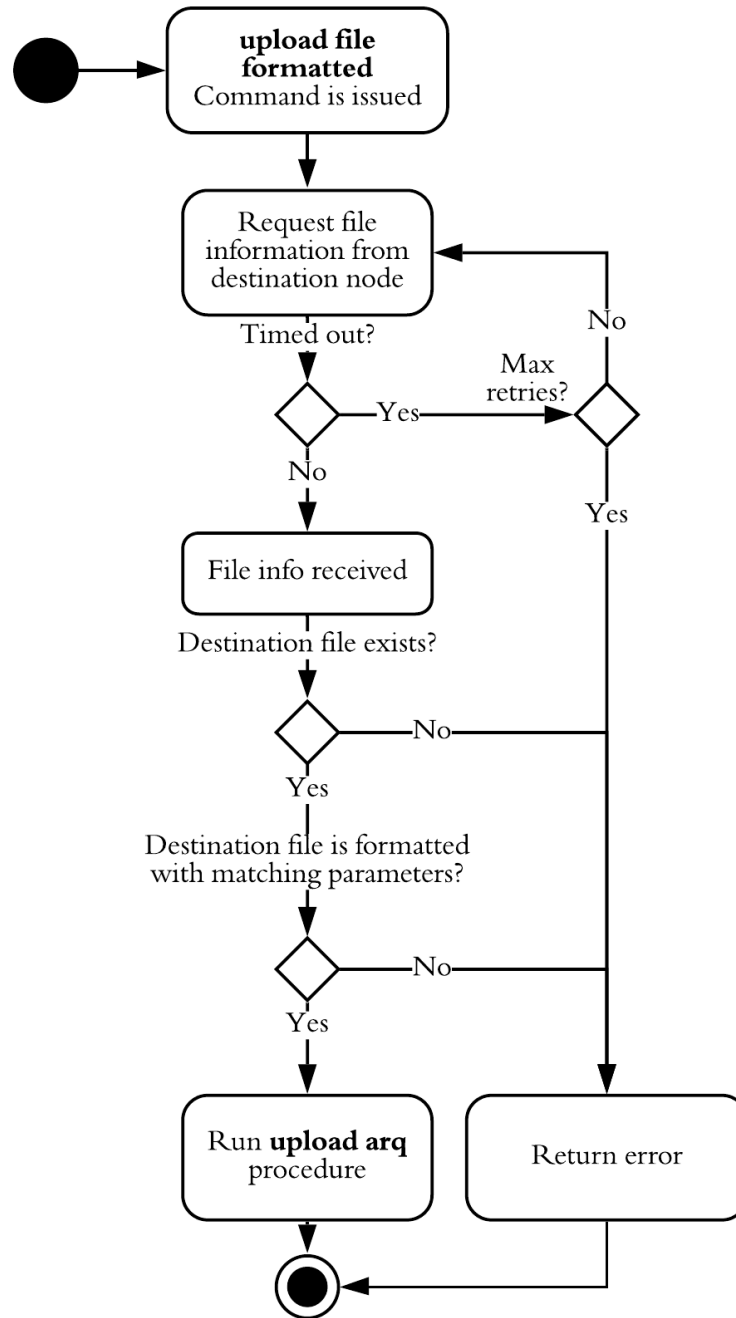 upload file
formatted
Command is issued
Request file
information from
destination node
Timed out?
No
Max
retries?
Yes
No
Yes
File info received
Destination file exists?
No
Yes
Destination file is formatted
with matching parameters?
No
Yes
Run upload arq
procedure
Return error